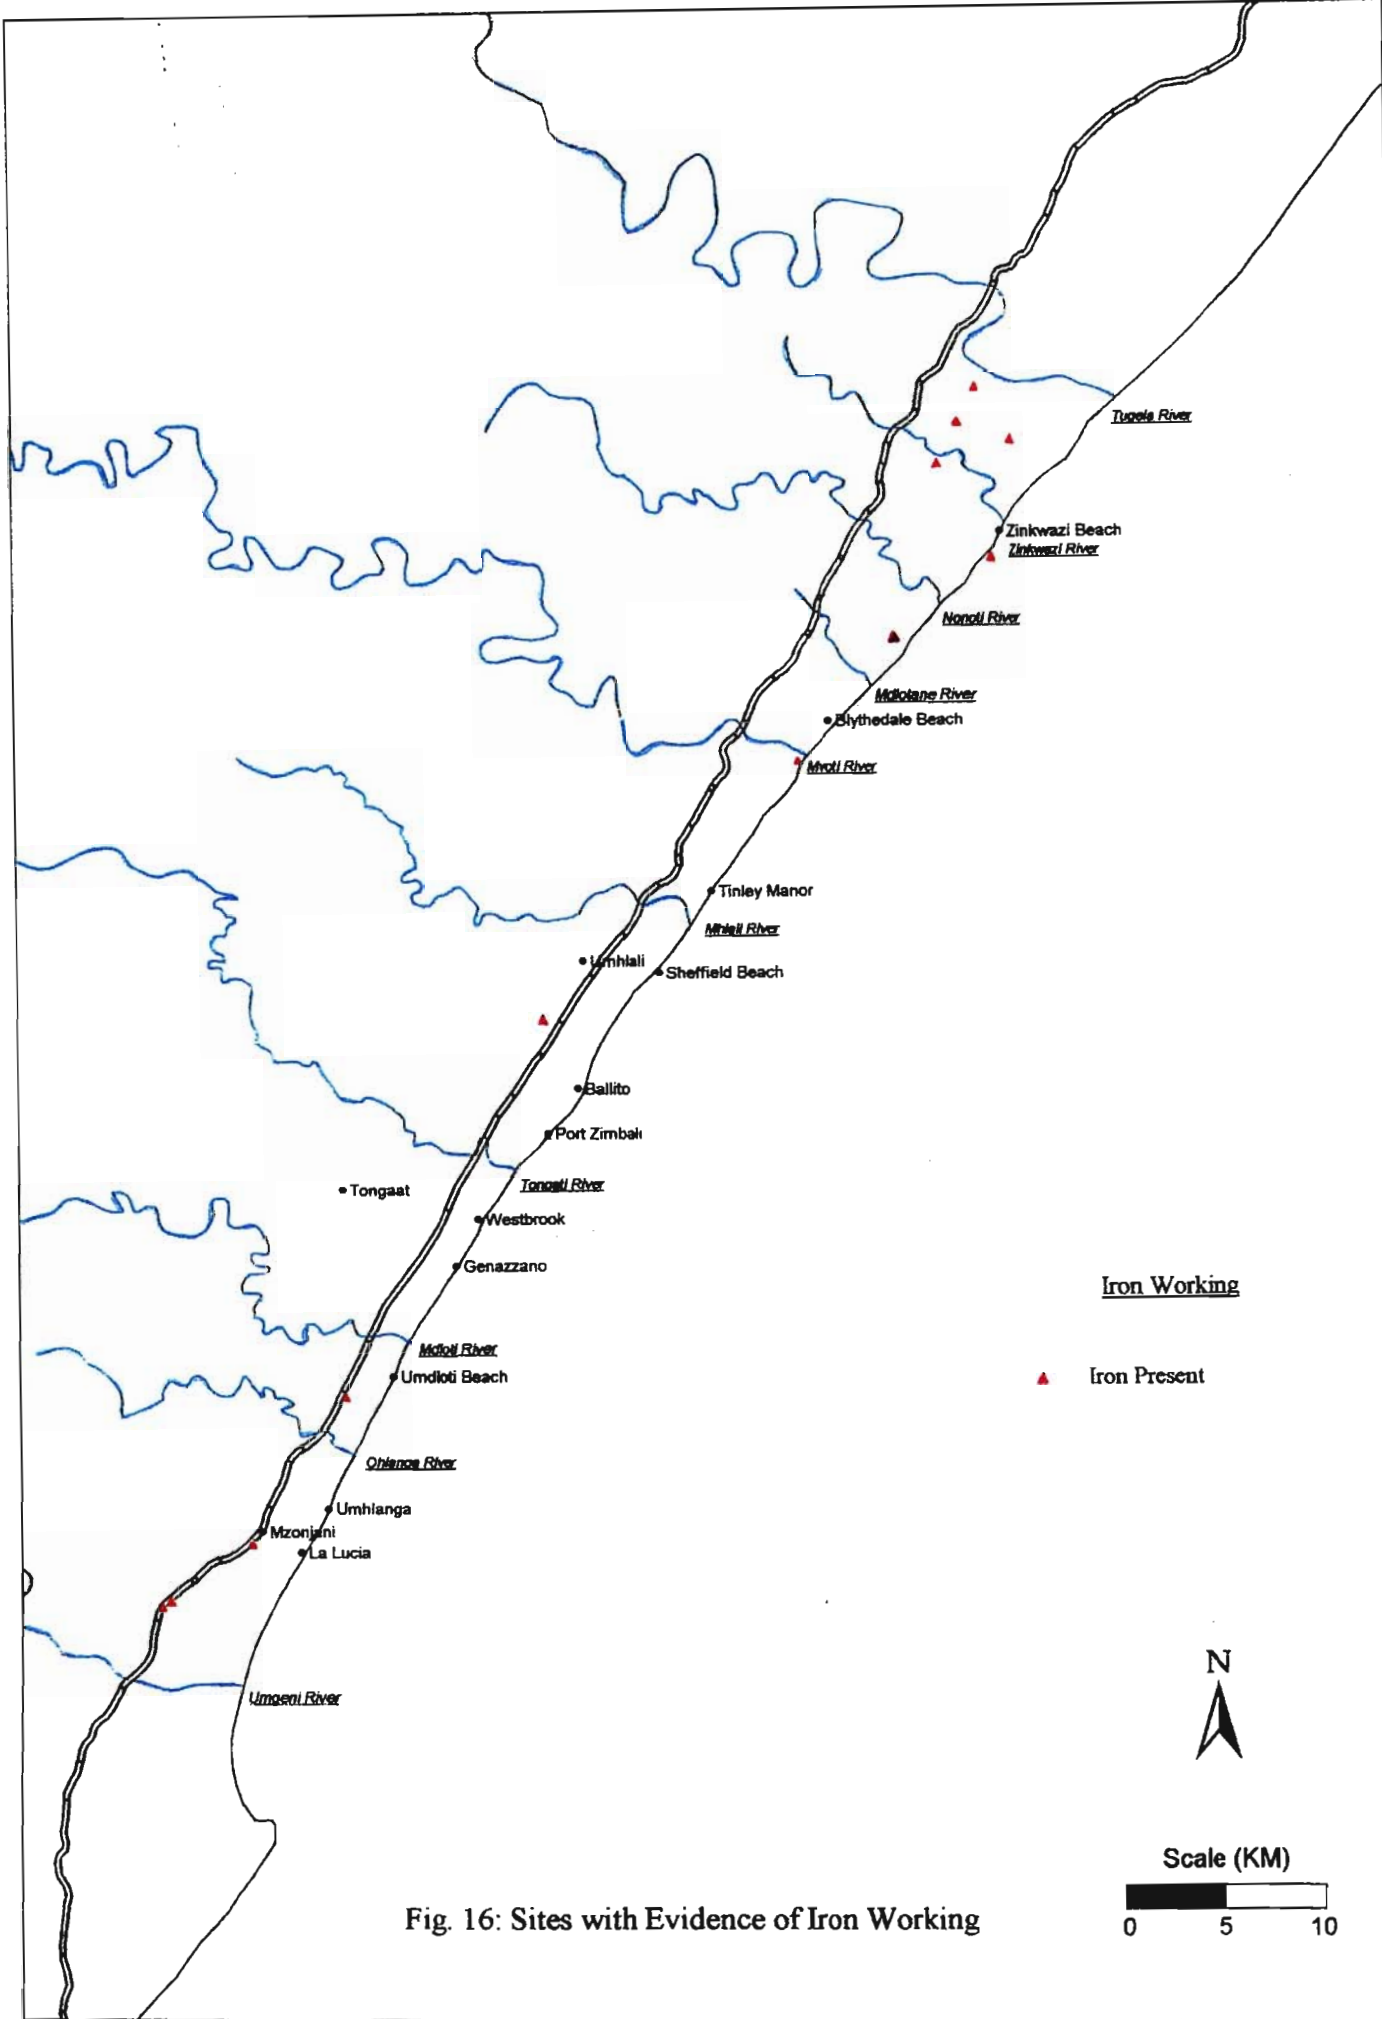 Tugela River
Zinkwazi Beach
Zinkwazi River
Nonoti River
Mdlotane River
Blythedale Beach
Mvoti River
Tinley Manor
Mhlali River
Umhlali
Sheffield Beach
Ballito
Port Zimbali
Tongati River
Tongaat
Westbrook
Genazzano
Iron Working
Mdloti River
Iron Present
Umdloti Beach
Ohlanga River
Umhlanga
Mzonjani
La Lucia
N
Umgeni River
Scale (KM)
Fig. 16: Sites with Evidence of Iron Working
0 5 10